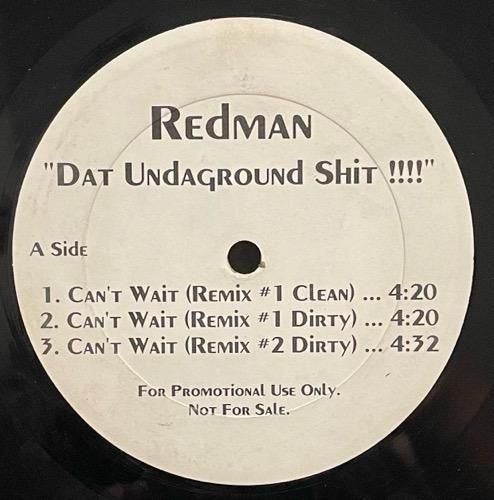 Redman
"Dat Undaground Shit !!!!"
A Side
1. Can't Wait (Remix #1 Clean) ... 4:20
2. Can't Wait (Remix #1 Dirty) ... 4:20
3. Can't Wait (Remix #2 Dirty) ... 4:32
For Promotional Use Only.
Not For Sale.